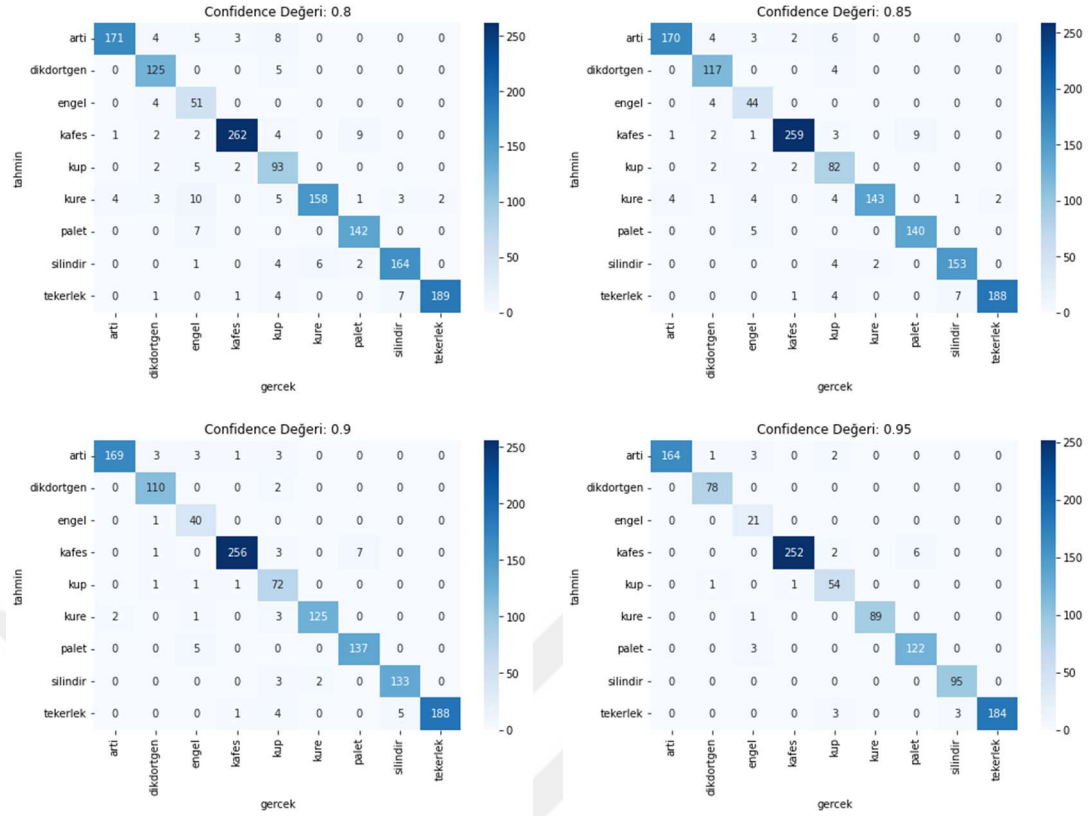 Confidence Değeri: 0.8
arti 171 4 5 3 8 0 0 0 0
dikdortgen 0 125 0 0 5 0 0 0 0
engel 0 4 51 0 0 0 0 0 0
kafes 1 2 2 262 4 0 9 0 0
kup 0 2 5 2 93 0 0 0 0
kure 4 3 10 0 5 158 1 3 2
palet 0 0 7 0 0 0 142 0 0
silindir 0 0 1 0 4 6 2 164 0
tekerlek 0 1 0 1 4 0 0 7 189
arti dikdortgen engel kafes kup kure palet silindir tekerlek
gercek
tahmin
250
200
150
100
50
0
Confidence Değeri: 0.85
arti 170 4 3 2 6 0 0 0 0
dikdortgen 0 117 0 0 4 0 0 0 0
engel 0 4 44 0 0 0 0 0 0
kafes 1 2 1 259 3 0 9 0 0
kup 0 2 2 2 82 0 0 0 0
kure 4 1 4 0 4 143 0 1 2
palet 0 0 5 0 0 0 140 0 0
silindir 0 0 0 0 4 2 0 153 0
tekerlek 0 0 0 1 4 0 0 7 188
arti dikdortgen engel kafes kup kure palet silindir tekerlek
gercek
tahmin
250
200
150
100
50
0
Confidence Değeri: 0.9
arti 169 3 3 1 3 0 0 0 0
dikdortgen 0 110 0 0 2 0 0 0 0
engel 0 1 40 0 0 0 0 0 0
kafes 0 1 0 256 3 0 7 0 0
kup 0 1 1 1 72 0 0 0 0
kure 2 0 1 0 3 125 0 0 0
palet 0 0 5 0 0 0 137 0 0
silindir 0 0 0 0 3 2 0 133 0
tekerlek 0 0 0 1 4 0 0 5 188
arti dikdortgen engel kafes kup kure palet silindir tekerlek
gercek
tahmin
250
200
150
100
50
0
Confidence Değeri: 0.95
arti 164 1 3 0 2 0 0 0 0
dikdortgen 0 78 0 0 0 0 0 0 0
engel 0 0 21 0 0 0 0 0 0
kafes 0 0 0 252 2 0 6 0 0
kup 0 1 0 1 54 0 0 0 0
kure 0 0 1 0 0 89 0 0 0
palet 0 0 3 0 0 0 122 0 0
silindir 0 0 0 0 0 0 0 95 0
tekerlek 0 0 0 0 3 0 0 3 184
arti dikdortgen engel kafes kup kure palet silindir tekerlek
gercek
tahmin
250
200
150
100
50
0